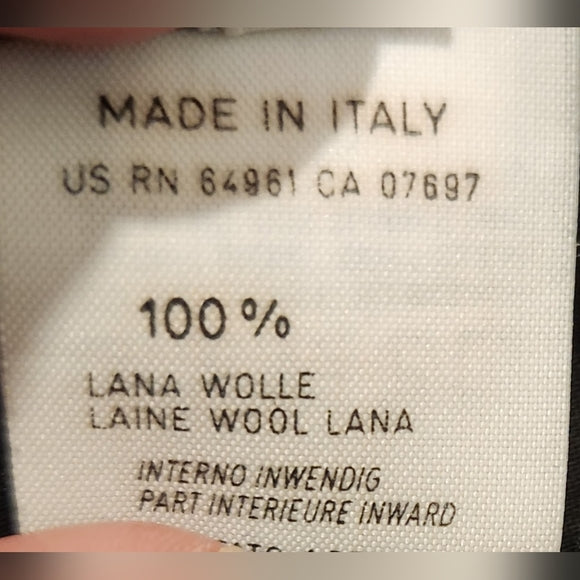 MADE IN ITALY
US RN 64961 CA 07697
100%
LANA WOLLE
LAINE WOOL LANA
INTERNO INWENDIG
PART INTERIEURE INWARD